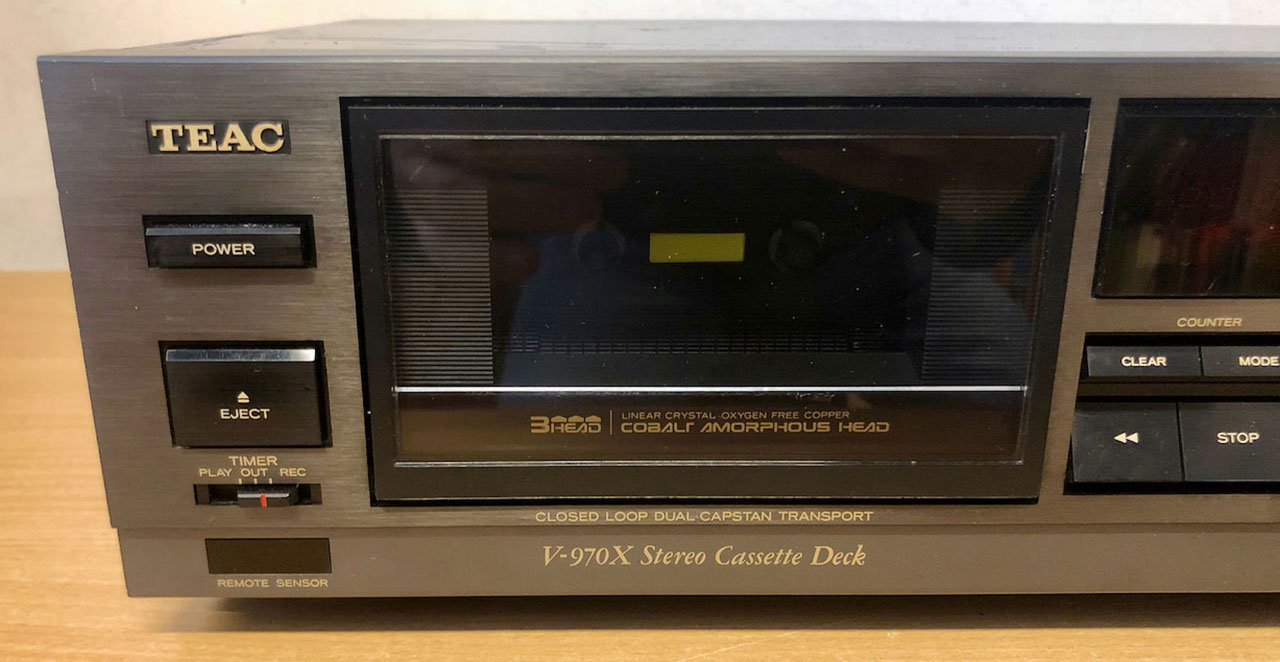 TEAC
POWER
EJECT
TIMER
PLAY OUT REC
REMOTE SENSOR
3HEAD
LINEAR CRYSTAL-OXYGEN FREE COPPER
COBALT AMORPHOUS HEAD
CLOSED LOOP DUAL-CAPSTAN TRANSPORT
V-970X Stereo Cassette Deck
COUNTER
CLEAR MODE
STOP